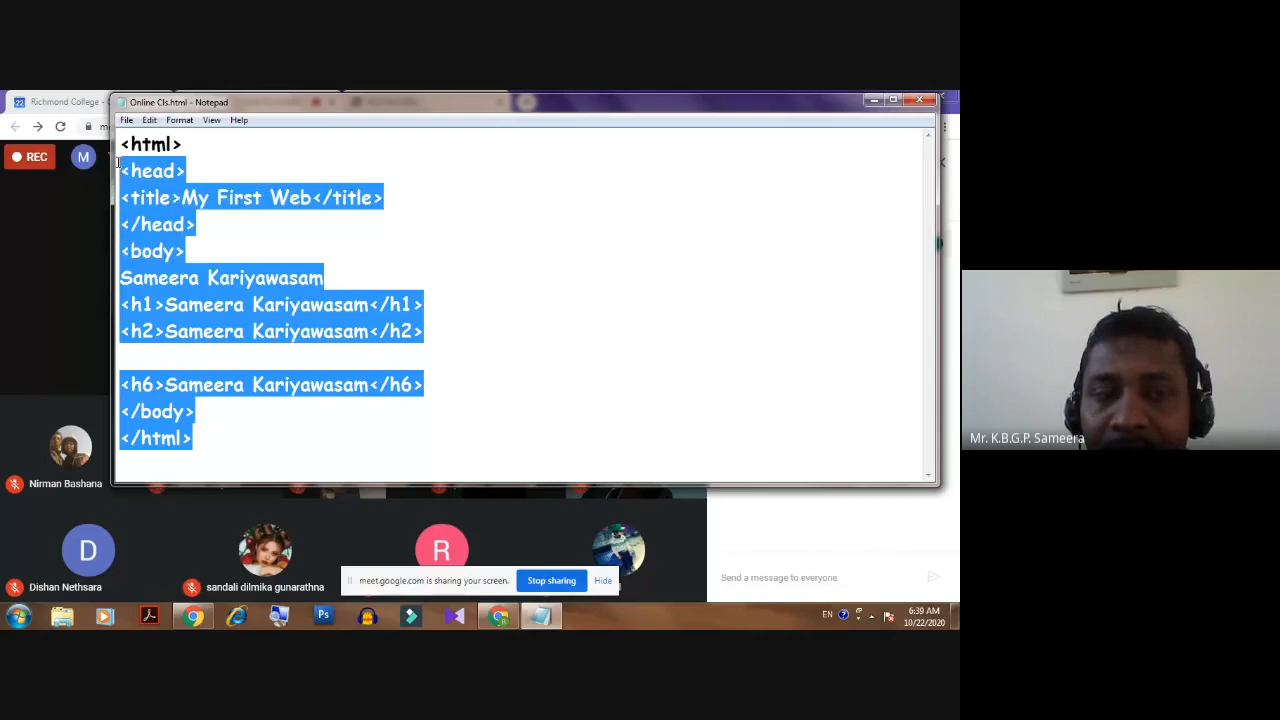 Richmond College -
Online Cls.html - Notepad
File Edit Format View Help
REC
M
<html>
<head>
<title>My First Web</title>
</head>
<body>
Sameera Kariyawasam
<h1>Sameera Kariyawasam</h1>
<h2>Sameera Kariyawasam</h2>
<h6>Sameera Kariyawasam</h6>
</body>
</html>
Mr. K.B.G.P. Sameera
Nirman Bashana
D
R
Dishan Nethsara
sandali dilmika gunarathna
meet.google.com is sharing your screen. Stop sharing Hide
Send a message to everyone
Ps
EN
6:39 AM
10/22/2020